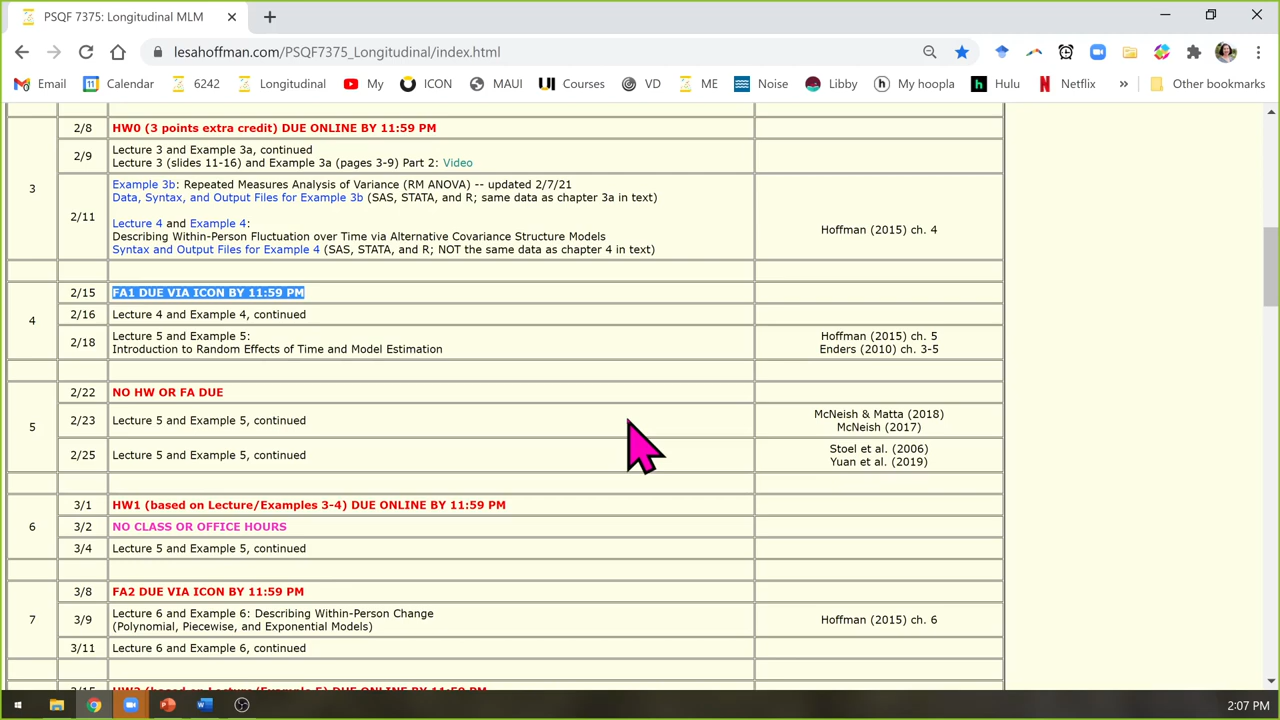 PSQF 7375: Longitudinal MLM
lesahoffman.com/PSQF7375_Longitudinal/index.html
Email Calendar 6242 Longitudinal My ICON MAUI Courses VD ME Noise Libby My hoopla Hulu Netflix » Other bookmarks
2/8 HW0 (3 points extra credit) DUE ONLINE BY 11:59 PM
3
2/9 Lecture 3 and Example 3a, continued
Lecture 3 (slides 11-16) and Example 3a (pages 3-9) Part 2: Video
2/11 Example 3b: Repeated Measures Analysis of Variance (RM ANOVA) -- updated 2/7/21
Data, Syntax, and Output Files for Example 3b (SAS, STATA, and R; same data as chapter 3a in text)
Lecture 4 and Example 4:
Describing Within-Person Fluctuation over Time via Alternative Covariance Structure Models
Syntax and Output Files for Example 4 (SAS, STATA, and R; NOT the same data as chapter 4 in text)
Hoffman (2015) ch. 4
4
2/15 FA1 DUE VIA ICON BY 11:59 PM
2/16 Lecture 4 and Example 4, continued
2/18 Lecture 5 and Example 5:
Introduction to Random Effects of Time and Model Estimation
Hoffman (2015) ch. 5
Enders (2010) ch. 3-5
5
2/22 NO HW OR FA DUE
2/23 Lecture 5 and Example 5, continued
McNeish & Matta (2018)
McNeish (2017)
2/25 Lecture 5 and Example 5, continued
Stoel et al. (2006)
Yuan et al. (2019)
6
3/1 HW1 (based on Lecture/Examples 3-4) DUE ONLINE BY 11:59 PM
3/2 NO CLASS OR OFFICE HOURS
3/4 Lecture 5 and Example 5, continued
7
3/8 FA2 DUE VIA ICON BY 11:59 PM
3/9 Lecture 6 and Example 6: Describing Within-Person Change
(Polynomial, Piecewise, and Exponential Models)
Hoffman (2015) ch. 6
3/11 Lecture 6 and Example 6, continued
3/15 HW2 (based on Lecture/Example 5) DUE ONLINE BY 11:59 PM
2:07 PM